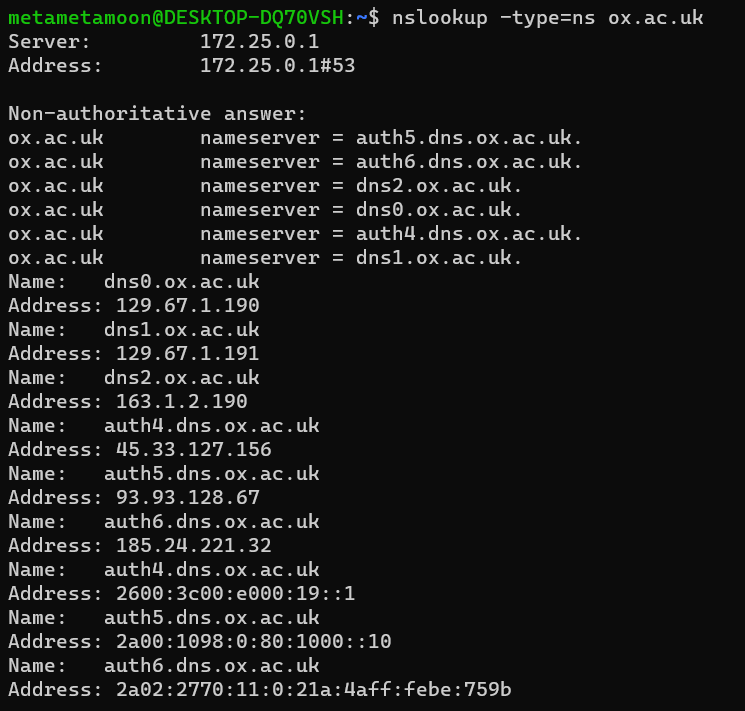 metametamoon@DESKTOP-DQ70VSH:~$ nslookup -type=ns ox.ac.uk
Server:         172.25.0.1
Address:        172.25.0.1#53

Non-authoritative answer:
ox.ac.uk        nameserver = auth5.dns.ox.ac.uk.
ox.ac.uk        nameserver = auth6.dns.ox.ac.uk.
ox.ac.uk        nameserver = dns2.ox.ac.uk.
ox.ac.uk        nameserver = dns0.ox.ac.uk.
ox.ac.uk        nameserver = auth4.dns.ox.ac.uk.
ox.ac.uk        nameserver = dns1.ox.ac.uk.
Name:   dns0.ox.ac.uk
Address: 129.67.1.190
Name:   dns1.ox.ac.uk
Address: 129.67.1.191
Name:   dns2.ox.ac.uk
Address: 163.1.2.190
Name:   auth4.dns.ox.ac.uk
Address: 45.33.127.156
Name:   auth5.dns.ox.ac.uk
Address: 93.93.128.67
Name:   auth6.dns.ox.ac.uk
Address: 185.24.221.32
Name:   auth4.dns.ox.ac.uk
Address: 2600:3c00:e000:19::1
Name:   auth5.dns.ox.ac.uk
Address: 2a00:1098:0:80:1000::10
Name:   auth6.dns.ox.ac.uk
Address: 2a02:2770:11:0:21a:4aff:febe:759b